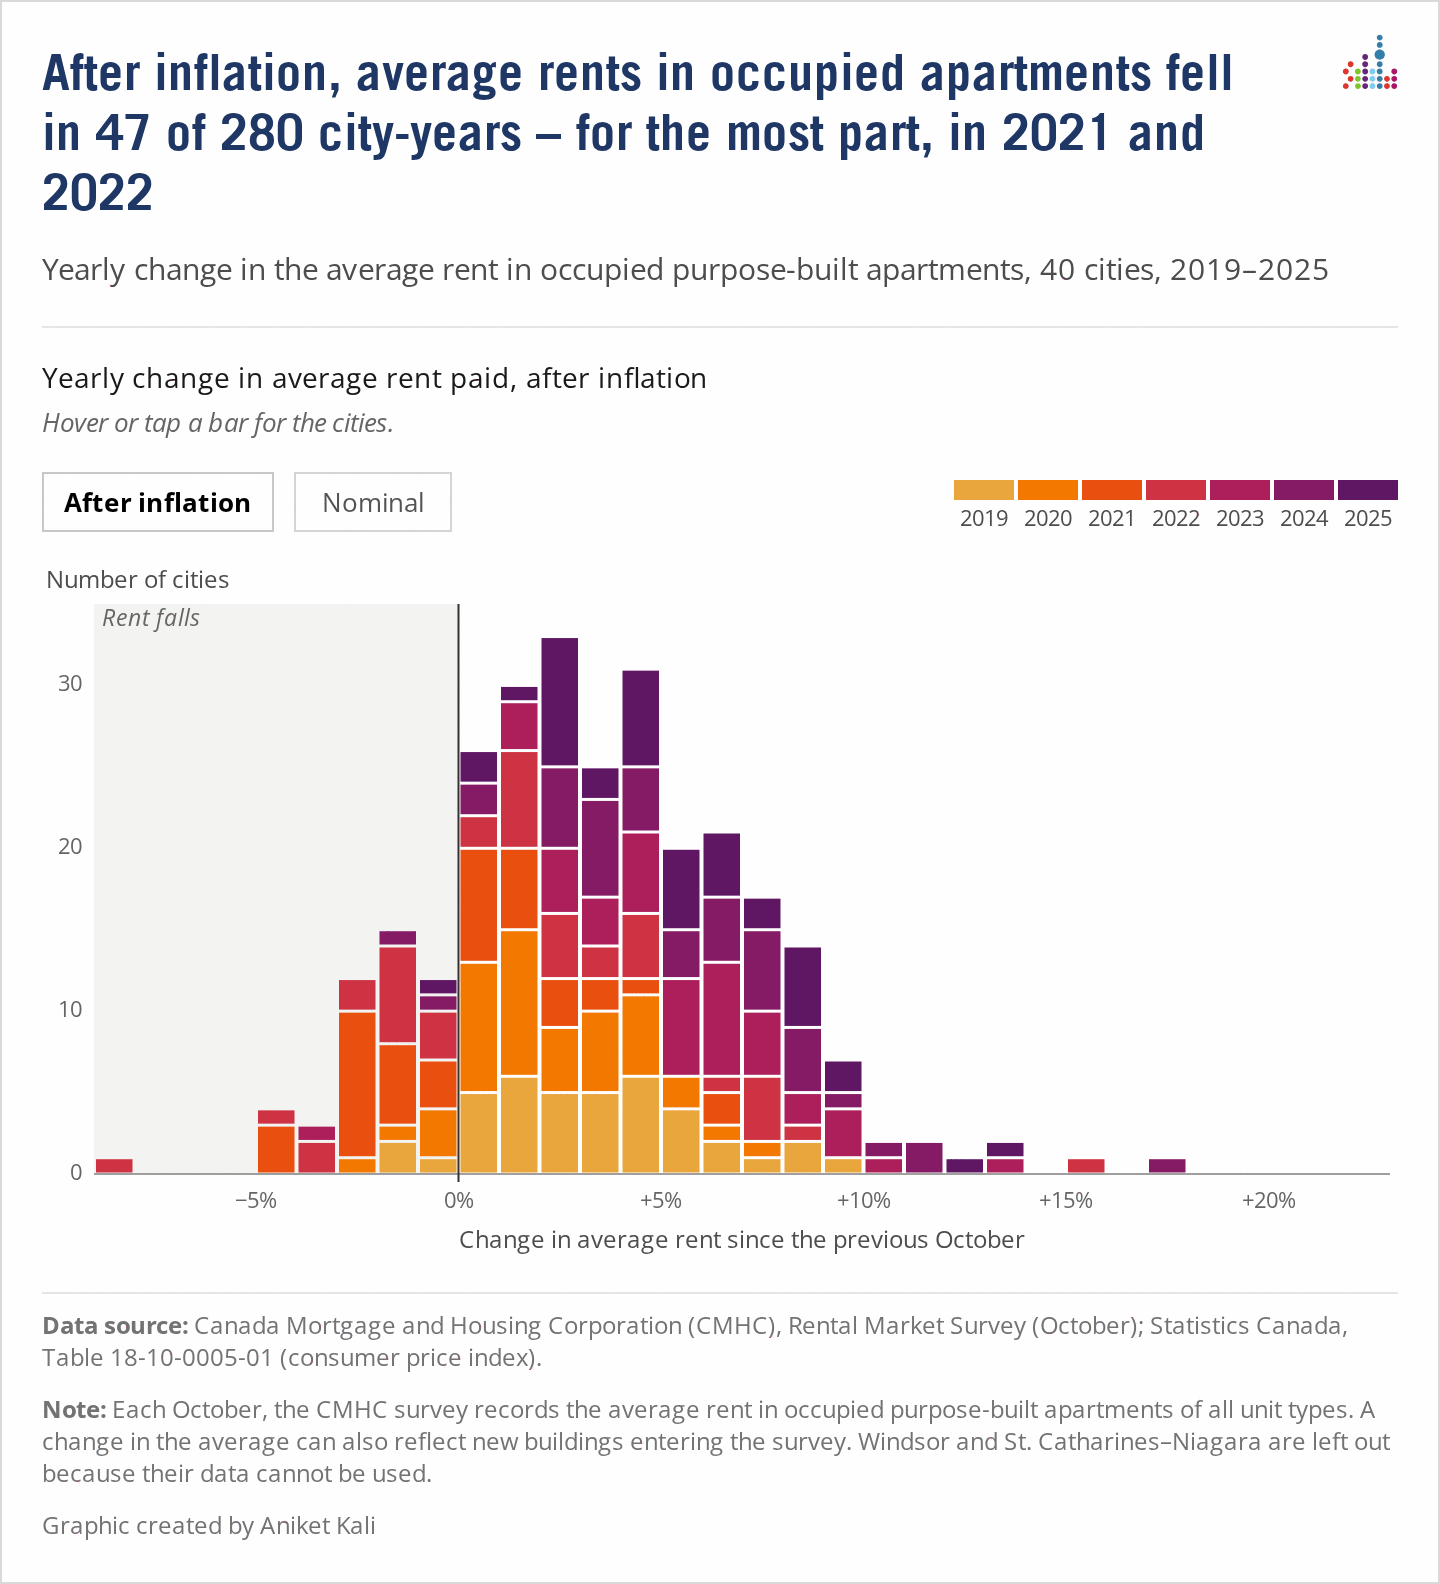 After inflation, average rents in occupied apartments fell
in 47 of 280 city-years – for the most part, in 2021 and
2022
Yearly change in the average rent in occupied purpose-built apartments, 40 cities, 2019–2025
Yearly change in average rent paid, after inflation
Hover or tap a bar for the cities.
After inflation
Nominal
2019 2020 2021 2022 2023 2024 2025
Number of cities
Rent falls
30
20
10
0
−5% 0% +5% +10% +15% +20%
Change in average rent since the previous October
Data source: Canada Mortgage and Housing Corporation (CMHC), Rental Market Survey (October); Statistics Canada,
Table 18-10-0005-01 (consumer price index).
Note: Each October, the CMHC survey records the average rent in occupied purpose-built apartments of all unit types. A
change in the average can also reflect new buildings entering the survey. Windsor and St. Catharines–Niagara are left out
because their data cannot be used.
Graphic created by Aniket Kali